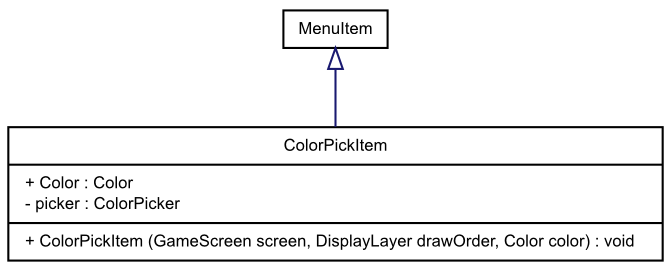 MenuItem
ColorPickItem
+ Color : Color
- picker : ColorPicker
+ ColorPickItem (GameScreen screen, DisplayLayer drawOrder, Color color) : void